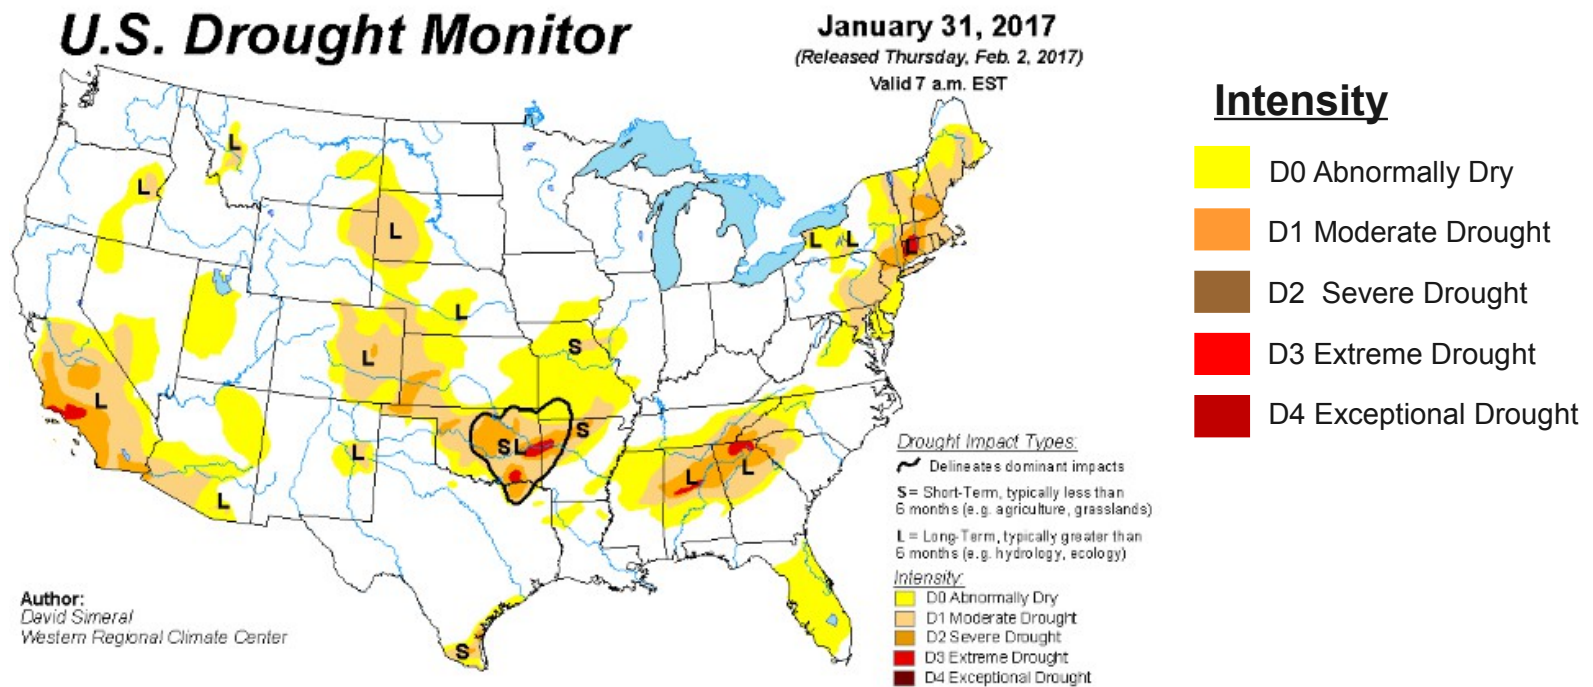 U.S. Drought Monitor
January 31, 2017
(Released Thursday, Feb. 2, 2017)
Valid 7 a.m. EST
Intensity
D0 Abnormally Dry
D1 Moderate Drought
D2 Severe Drought
D3 Extreme Drought
D4 Exceptional Drought
L
L
L
L
L
L
L
S
L
L
S
SL
L
L
L
L
S
Drought Impact Types:
Delineates dominant impacts
S = Short-Term, typically less than
6 months (e.g. agriculture, grasslands)
L = Long-Term, typically greater than
6 months (e.g. hydrology, ecology)
Intensity:
D0 Abnormally Dry
D1 Moderate Drought
D2 Severe Drought
D3 Extreme Drought
D4 Exceptional Drought
Author:
David Simeral
Western Regional Climate Center